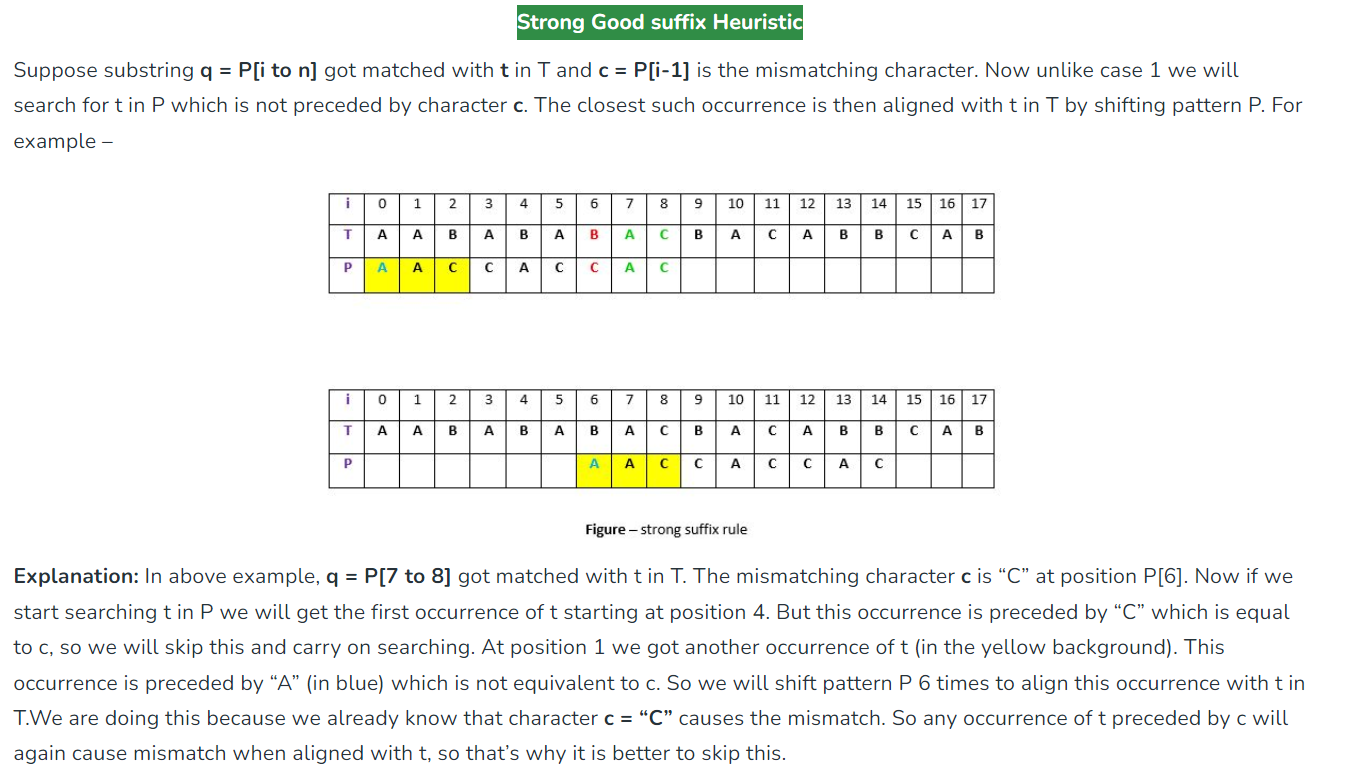 Strong Good suffix Heuristic
Suppose substring q = P[i to n] got matched with t in T and c = P[i-1] is the mismatching character. Now unlike case 1 we will
search for t in P which is not preceded by character c. The closest such occurrence is then aligned with t in T by shifting pattern P. For
example –
i 0 1 2 3 4 5 6 7 8 9 10 11 12 13 14 15 16 17
T A A B A B A B A C B A C A B B C A B
P A A C C A C C A C
i 0 1 2 3 4 5 6 7 8 9 10 11 12 13 14 15 16 17
T A A B A B A B A C B A C A B B C A B
P A A C C A C C A C
Figure – strong suffix rule
Explanation: In above example, q = P[7 to 8] got matched with t in T. The mismatching character c is “C” at position P[6]. Now if we
start searching t in P we will get the first occurrence of t starting at position 4. But this occurrence is preceded by “C” which is equal
to c, so we will skip this and carry on searching. At position 1 we got another occurrence of t (in the yellow background). This
occurrence is preceded by “A” (in blue) which is not equivalent to c. So we will shift pattern P 6 times to align this occurrence with t in
T.We are doing this because we already know that character c = “C” causes the mismatch. So any occurrence of t preceded by c will
again cause mismatch when aligned with t, so that’s why it is better to skip this.